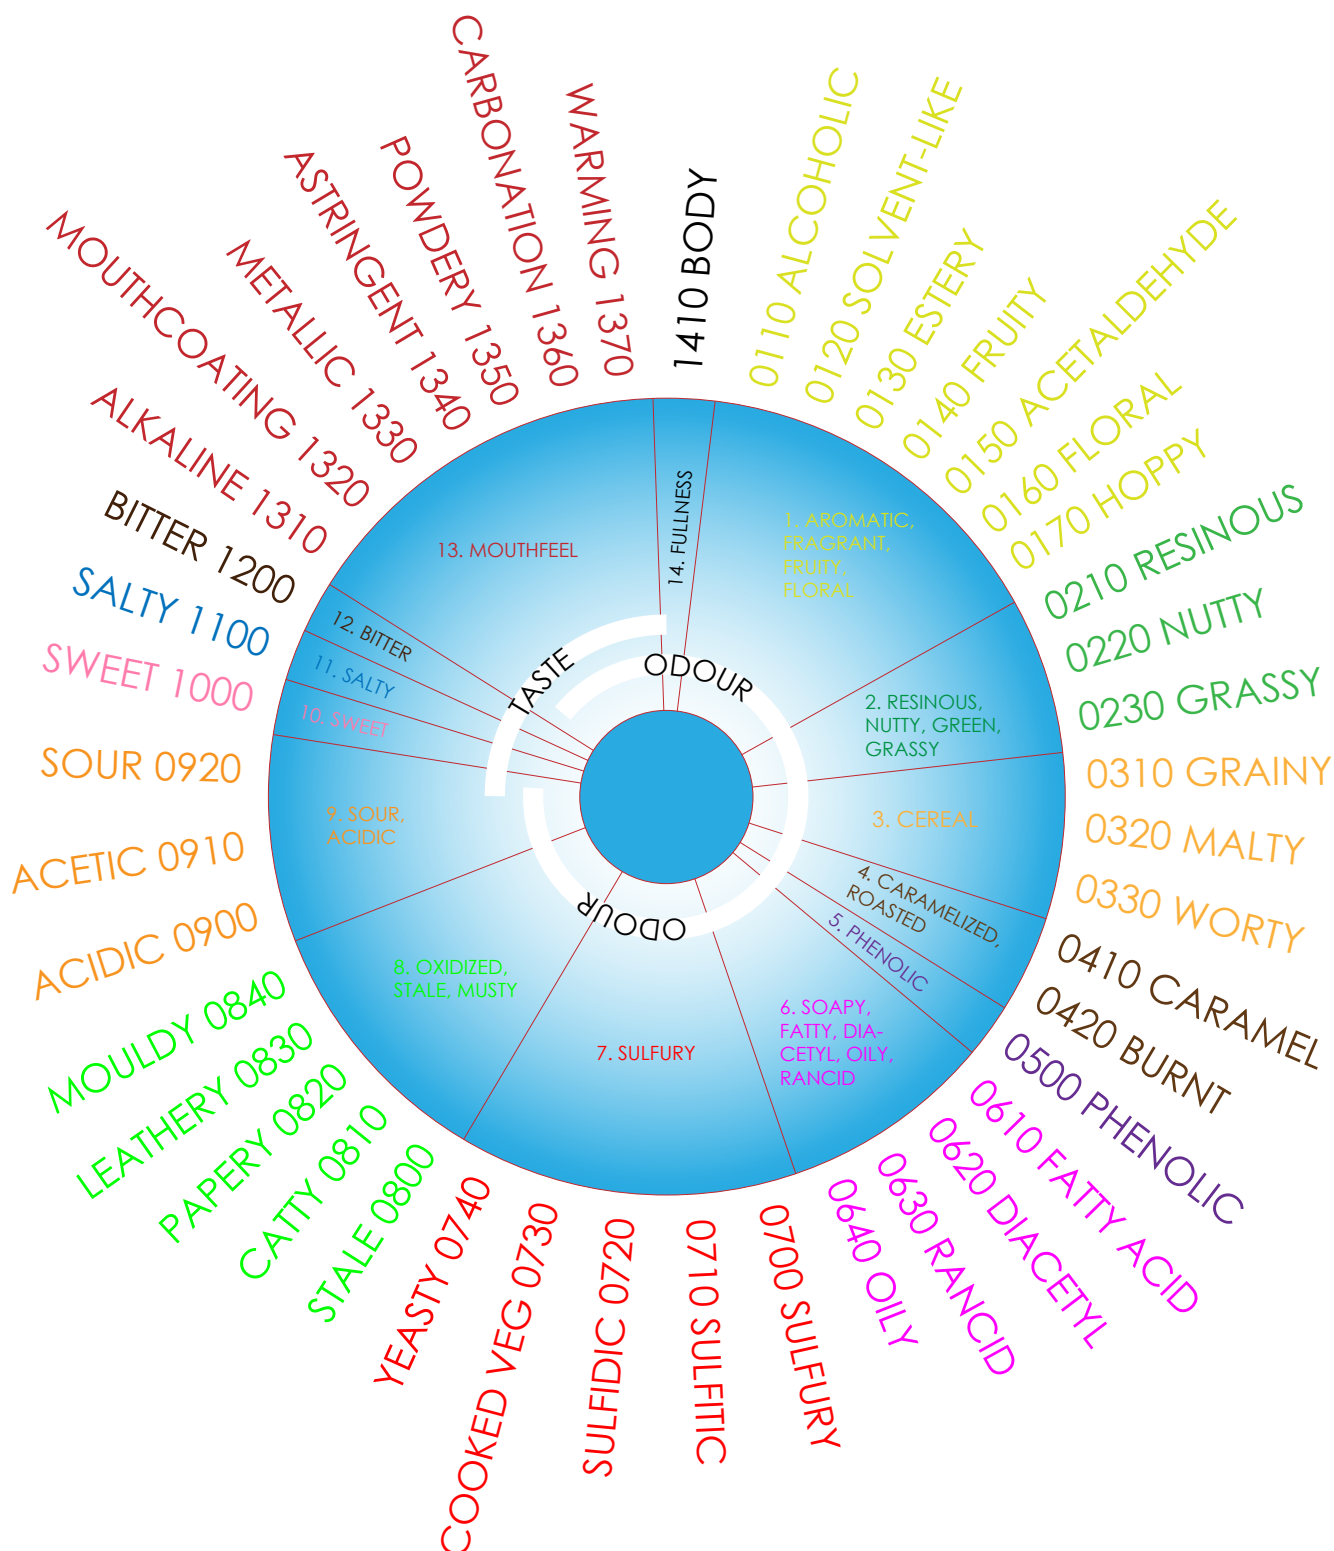 1410 BODY
0110 ALCOHOLIC
0120 SOLVENT-LIKE
0130 ESTERY
0140 FRUITY
0150 ACETALDEHYDE
0160 FLORAL
0170 HOPPY
0210 RESINOUS
0220 NUTTY
0230 GRASSY
0310 GRAINY
0320 MALTY
0330 WORTY
0410 CARAMEL
0420 BURNT
0500 PHENOLIC
0610 FATTY ACID
0620 DIACETYL
0630 RANCID
0640 OILY
0700 SULFURY
0710 SULFITIC
SULFIDIC 0720
COOKED VEG 0730
YEASTY 0740
STALE 0800
CATTY 0810
PAPERY 0820
LEATHERY 0830
MOULDY 0840
ACIDIC 0900
ACETIC 0910
SOUR 0920
SWEET 1000
SALTY 1100
BITTER 1200
ALKALINE 1310
MOUTHCOATING 1320
METALLIC 1330
ASTRINGENT 1340
POWDERY 1350
CARBONATION 1360
WARMING 1370
1. AROMATIC,
FRAGRANT,
FRUITY,
FLORAL
2. RESINOUS,
NUTTY, GREEN,
GRASSY
3. CEREAL
4. CARAMELIZED,
ROASTED
5. PHENOLIC
6. SOAPY,
FATTY, DIA-
CETYL, OILY,
RANCID
7. SULFURY
8. OXIDIZED,
STALE, MUSTY
9. SOUR,
ACIDIC
10. SWEET
11. SALTY
12. BITTER
13. MOUTHFEEL
14. FULLNESS
TASTE
ODOUR
ODOUR